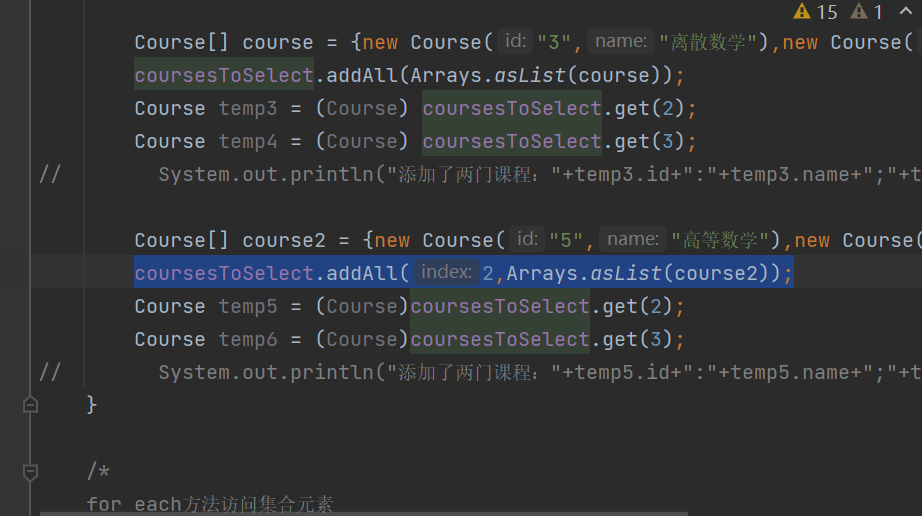 15 1
Course[] course = {new Course( id: "3", name: "离散数学"),new Course(
coursesToSelect.addAll(Arrays.asList(course));
Course temp3 = (Course) coursesToSelect.get(2);
Course temp4 = (Course) coursesToSelect.get(3);
// System.out.println("添加了两门课程："+temp3.id+":"+temp3.name+";"+t
Course[] course2 = {new Course( id: "5", name: "高等数学"),new Course(
coursesToSelect.addAll( index: 2,Arrays.asList(course2));
Course temp5 = (Course)coursesToSelect.get(2);
Course temp6 = (Course)coursesToSelect.get(3);
// System.out.println("添加了两门课程："+temp5.id+":"+temp5.name+";"+t
}
/*
for each方法访问集合元素